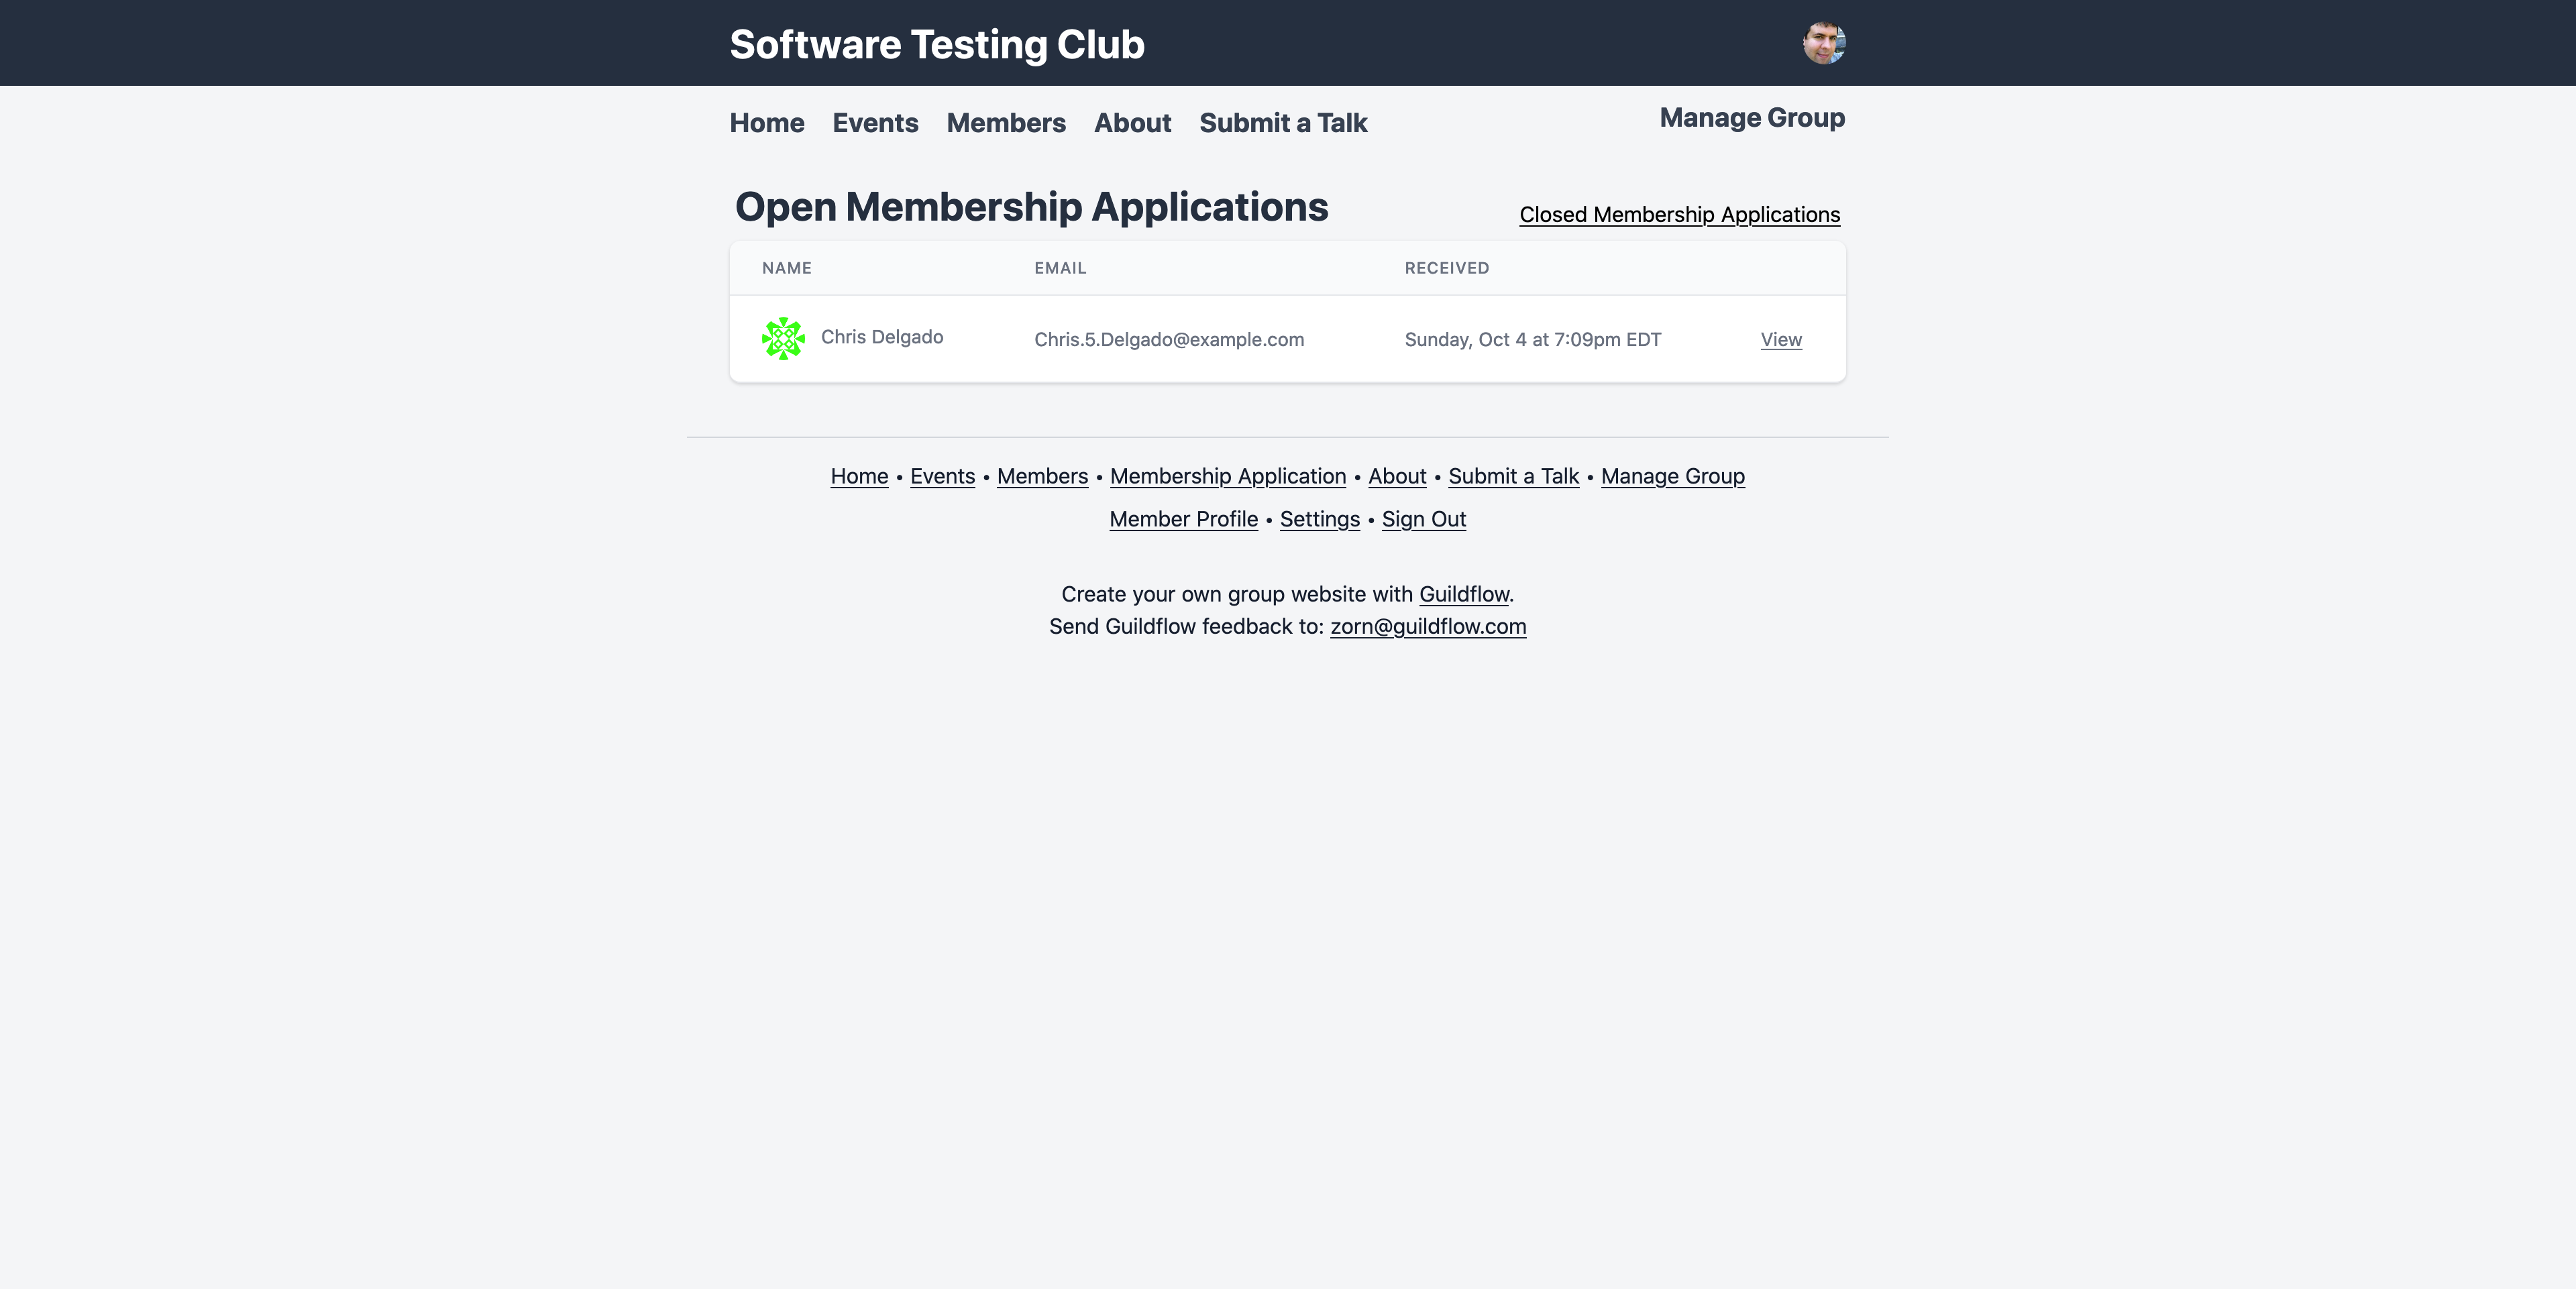 Software Testing Club
Home Events Members About Submit a Talk Manage Group
Open Membership Applications Closed Membership Applications
NAME EMAIL RECEIVED
Chris Delgado Chris.5.Delgado@example.com Sunday, Oct 4 at 7:09pm EDT View
Home • Events • Members • Membership Application • About • Submit a Talk • Manage Group
Member Profile • Settings • Sign Out
Create your own group website with Guildflow.
Send Guildflow feedback to: zorn@guildflow.com